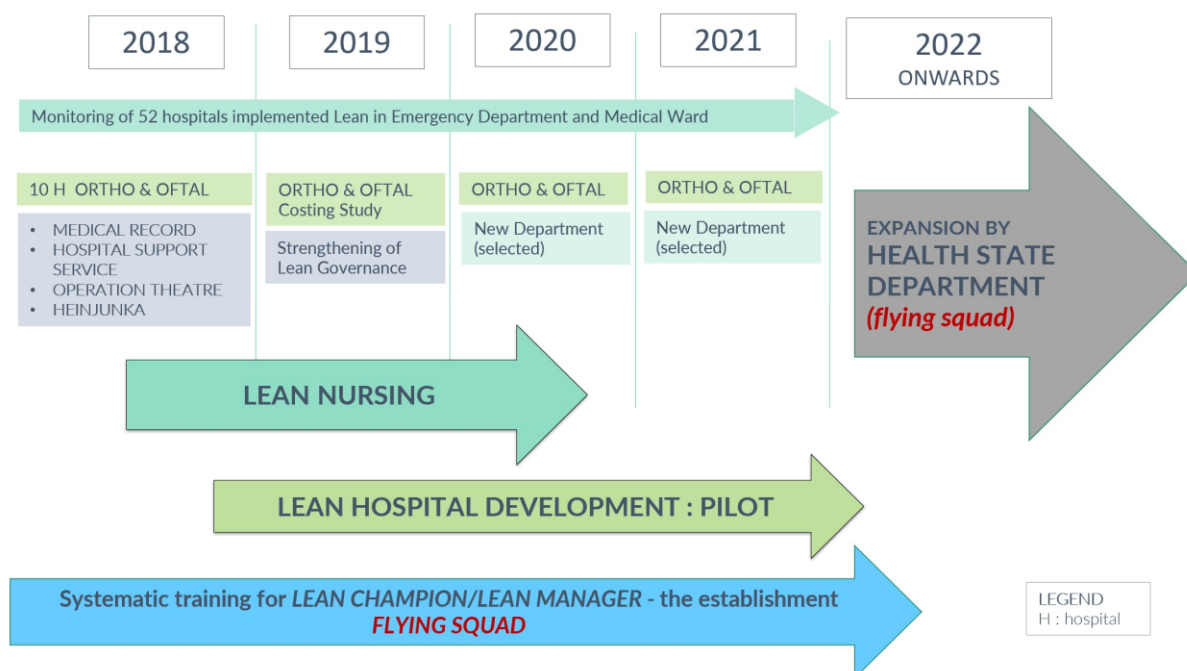 2018
2019
2020
2021
2022
ONWARDS
Monitoring of 52 hospitals implemented Lean in Emergency Department and Medical Ward
10 H ORTHO & OFTAL
• MEDICAL RECORD
• HOSPITAL SUPPORT
SERVICE
• OPERATION THEATRE
• HEINJUNKA
ORTHO & OFTAL
Costing Study
Strengthening of
Lean Governance
ORTHO & OFTAL
New Department
(selected)
ORTHO & OFTAL
New Department
(selected)
EXPANSION BY
HEALTH STATE
DEPARTMENT
(flying squad)
LEAN NURSING
LEAN HOSPITAL DEVELOPMENT : PILOT
Systematic training for LEAN CHAMPION/LEAN MANAGER - the establishment
FLYING SQUAD
LEGEND
H : hospital